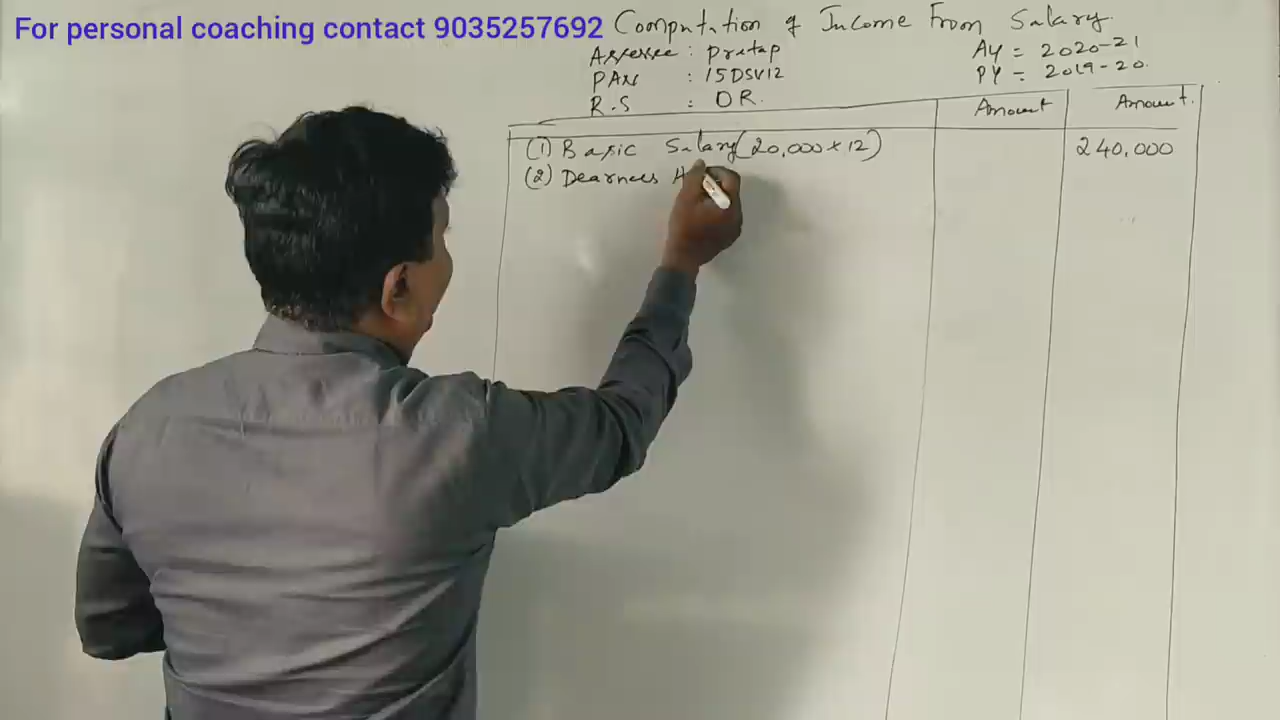 For personal coaching contact 9035257692
Computation of Income From Salary.
Assessee : Pratap
AY = 2020-21
PAN : 15DSV12
PY = 2019-20.
R.S : OR.
Amount Amount.
(1) Basic Salary (20,000 × 12) 240,000
(2) Dearness A